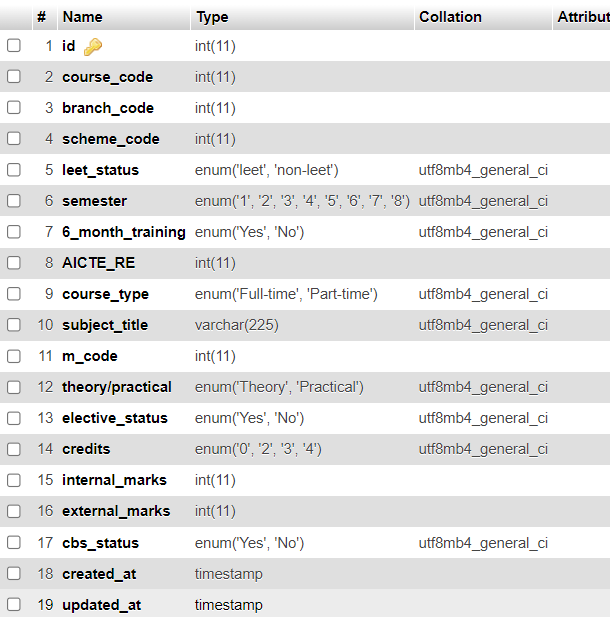 # Name Type Collation Attribut
1 id int(11)
2 course_code int(11)
3 branch_code int(11)
4 scheme_code int(11)
5 leet_status enum('leet', 'non-leet') utf8mb4_general_ci
6 semester enum('1', '2', '3', '4', '5', '6', '7', '8') utf8mb4_general_ci
7 6_month_training enum('Yes', 'No') utf8mb4_general_ci
8 AICTE_RE int(11)
9 course_type enum('Full-time', 'Part-time') utf8mb4_general_ci
10 subject_title varchar(225) utf8mb4_general_ci
11 m_code int(11)
12 theory/practical enum('Theory', 'Practical') utf8mb4_general_ci
13 elective_status enum('Yes', 'No') utf8mb4_general_ci
14 credits enum('0', '2', '3', '4') utf8mb4_general_ci
15 internal_marks int(11)
16 external_marks int(11)
17 cbs_status enum('Yes', 'No') utf8mb4_general_ci
18 created_at timestamp
19 updated_at timestamp